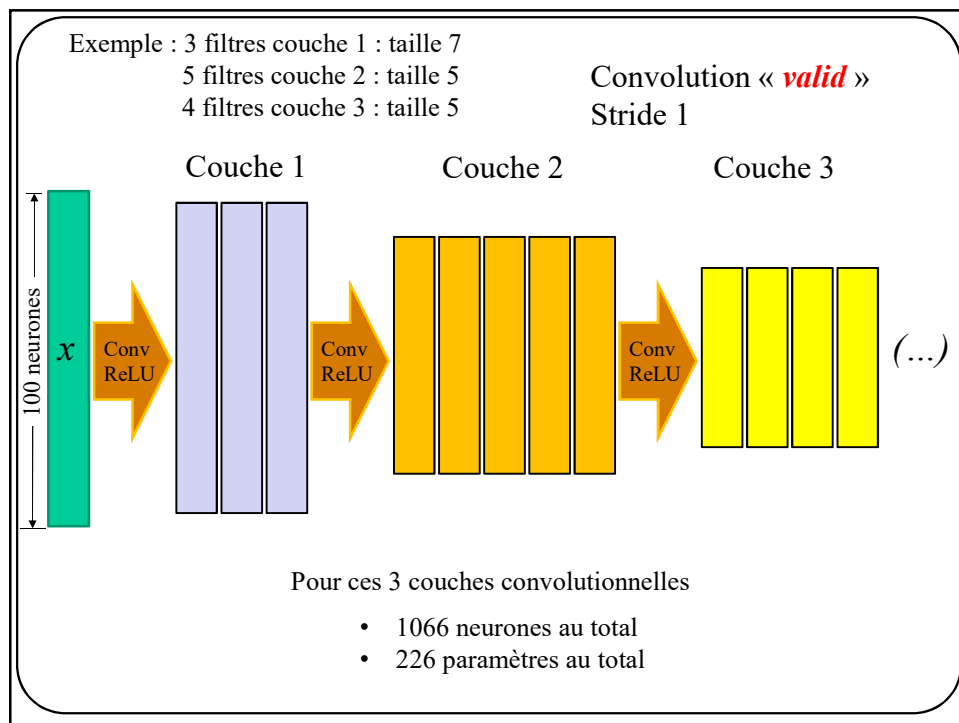 Exemple : 3 filtres couche 1 : taille 7
5 filtres couche 2 : taille 5
4 filtres couche 3 : taille 5
Convolution « valid »
Stride 1
Couche 1
Couche 2
Couche 3
100 neurones
x
Conv
ReLU
Conv
ReLU
Conv
ReLU
(...)
Pour ces 3 couches convolutionnelles
• 1066 neurones au total
• 226 paramètres au total